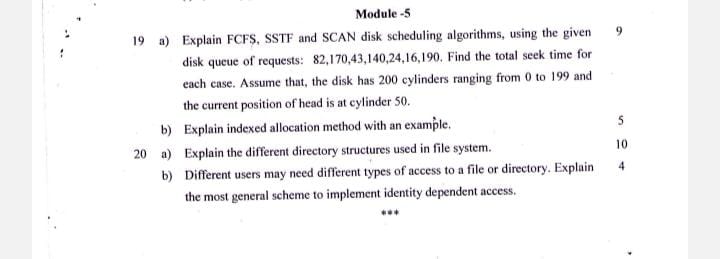 Module -5
19 a) Explain FCFS, SSTF and SCAN disk scheduling algorithms, using the given 9
disk queue of requests: 82,170,43,140,24,16,190. Find the total seek time for
each case. Assume that, the disk has 200 cylinders ranging from 0 to 199 and
the current position of head is at cylinder 50.
b) Explain indexed allocation method with an example. 5
20 a) Explain the different directory structures used in file system. 10
b) Different users may need different types of access to a file or directory. Explain 4
the most general scheme to implement identity dependent access.
***